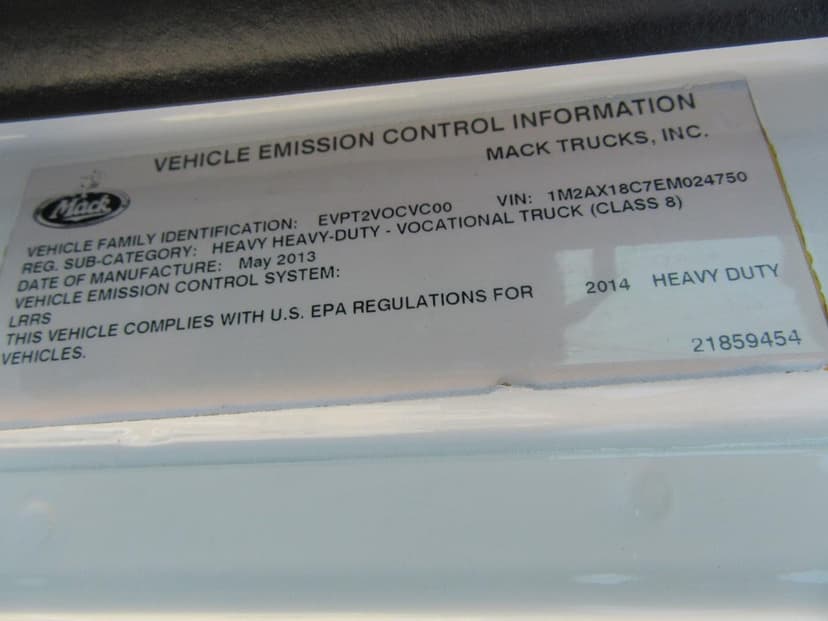 VEHICLE EMISSION CONTROL INFORMATION
MACK TRUCKS, INC.
Mack
VEHICLE FAMILY IDENTIFICATION: EVPT2VOCVC00 VIN: 1M2AX18C7EM024750
REG. SUB-CATEGORY: HEAVY HEAVY-DUTY - VOCATIONAL TRUCK (CLASS 8)
DATE OF MANUFACTURE: May 2013
VEHICLE EMISSION CONTROL SYSTEM:
LRRS
THIS VEHICLE COMPLIES WITH U.S. EPA REGULATIONS FOR 2014 HEAVY DUTY
VEHICLES.
21859454